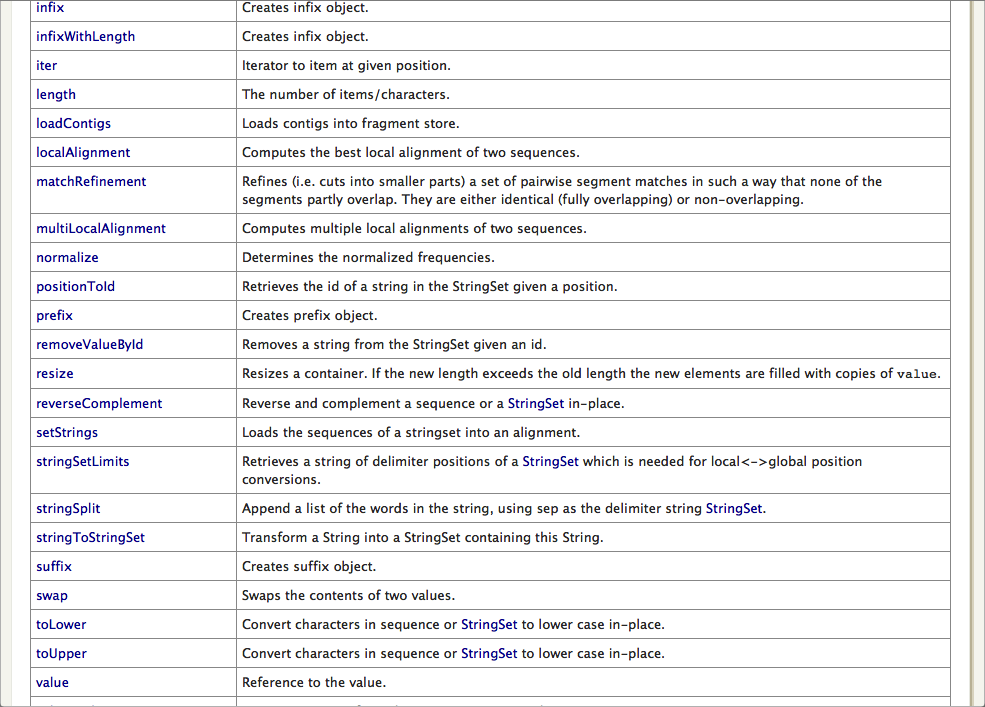 infix Creates infix object.
infixWithLength Creates infix object.
iter Iterator to item at given position.
length The number of items/characters.
loadContigs Loads contigs into fragment store.
localAlignment Computes the best local alignment of two sequences.
matchRefinement Refines (i.e. cuts into smaller parts) a set of pairwise segment matches in such a way that none of the
segments partly overlap. They are either identical (fully overlapping) or non-overlapping.
multiLocalAlignment Computes multiple local alignments of two sequences.
normalize Determines the normalized frequencies.
positionToId Retrieves the id of a string in the StringSet given a position.
prefix Creates prefix object.
removeValueById Removes a string from the StringSet given an id.
resize Resizes a container. If the new length exceeds the old length the new elements are filled with copies of value.
reverseComplement Reverse and complement a sequence or a StringSet in-place.
setStrings Loads the sequences of a stringset into an alignment.
stringSetLimits Retrieves a string of delimiter positions of a StringSet which is needed for local<->global position
conversions.
stringSplit Append a list of the words in the string, using sep as the delimiter string StringSet.
stringToStringSet Transform a String into a StringSet containing this String.
suffix Creates suffix object.
swap Swaps the contents of two values.
toLower Convert characters in sequence or StringSet to lower case in-place.
toUpper Convert characters in sequence or StringSet to lower case in-place.
value Reference to the value.